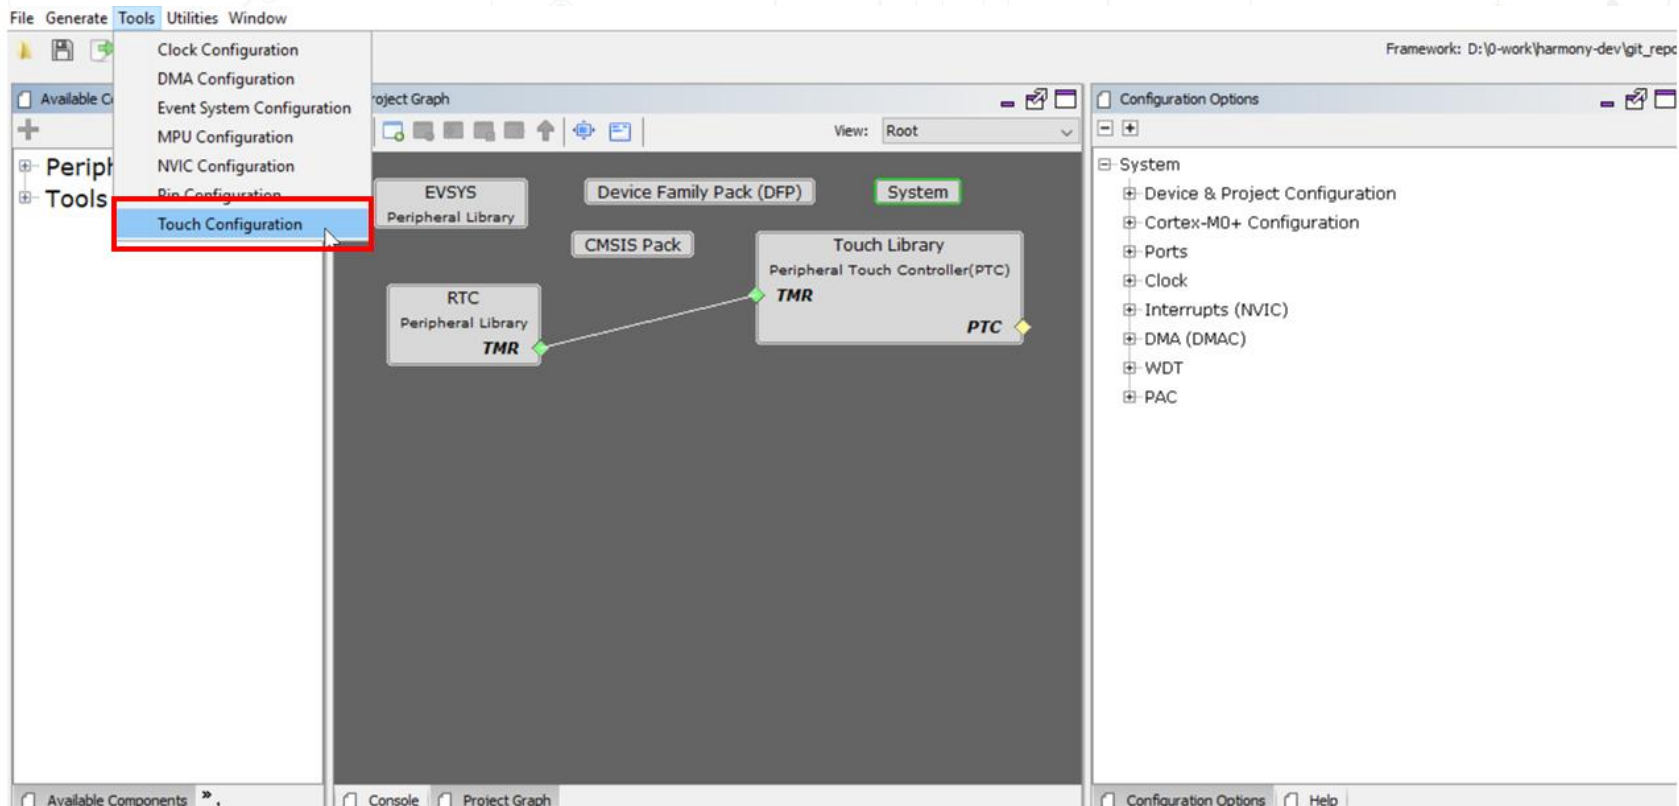 File Generate Tools Utilities Window
Framework: D:\0-work\harmony-dev\git_repo
Clock Configuration
DMA Configuration
Event System Configuration
MPU Configuration
NVIC Configuration
Pin Configuration
Touch Configuration
Available C
Periph
Tools
roject Graph
View: Root
EVSYS
Peripheral Library
Device Family Pack (DFP)
System
CMSIS Pack
Touch Library
Peripheral Touch Controller(PTC)
TMR
PTC
RTC
Peripheral Library
TMR
Configuration Options
System
Device & Project Configuration
Cortex-M0+ Configuration
Ports
Clock
Interrupts (NVIC)
DMA (DMAC)
WDT
PAC
Available Components
Console Project Graph
Configuration Options Help